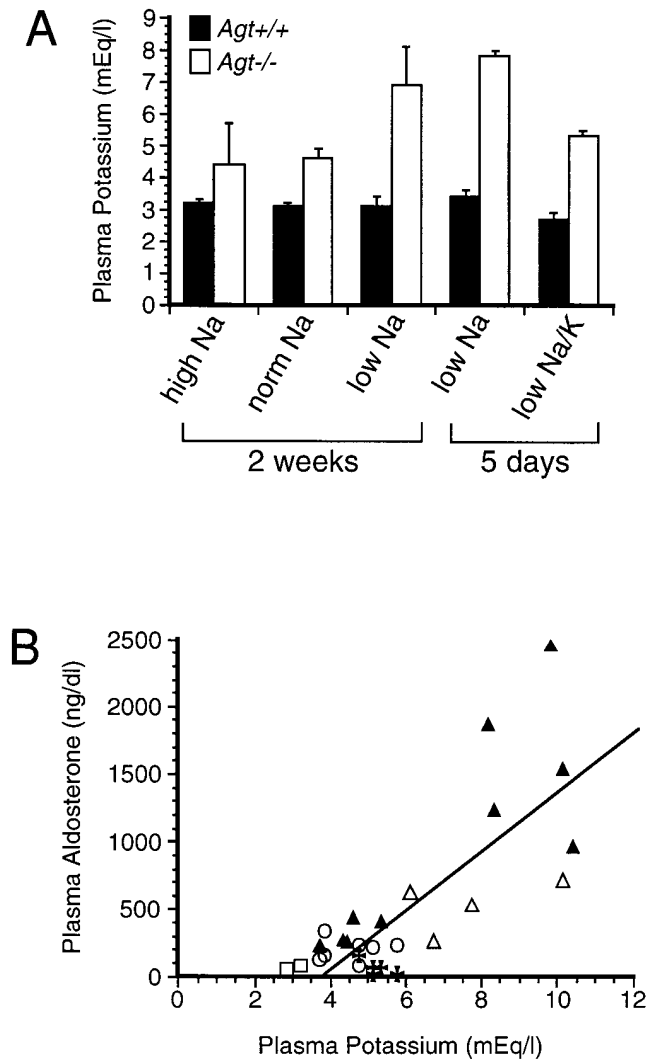 A
Agt+/+
Agt-/-
Plasma Potassium (mEq/l)
9
8
7
6
5
4
3
2
1
0
high Na
norm Na
low Na
low Na
low Na/K
2 weeks
5 days
B
Plasma Aldosterone (ng/dl)
2500
2000
1500
1000
500
0
0 2 4 6 8 10 12
Plasma Potassium (mEq/l)